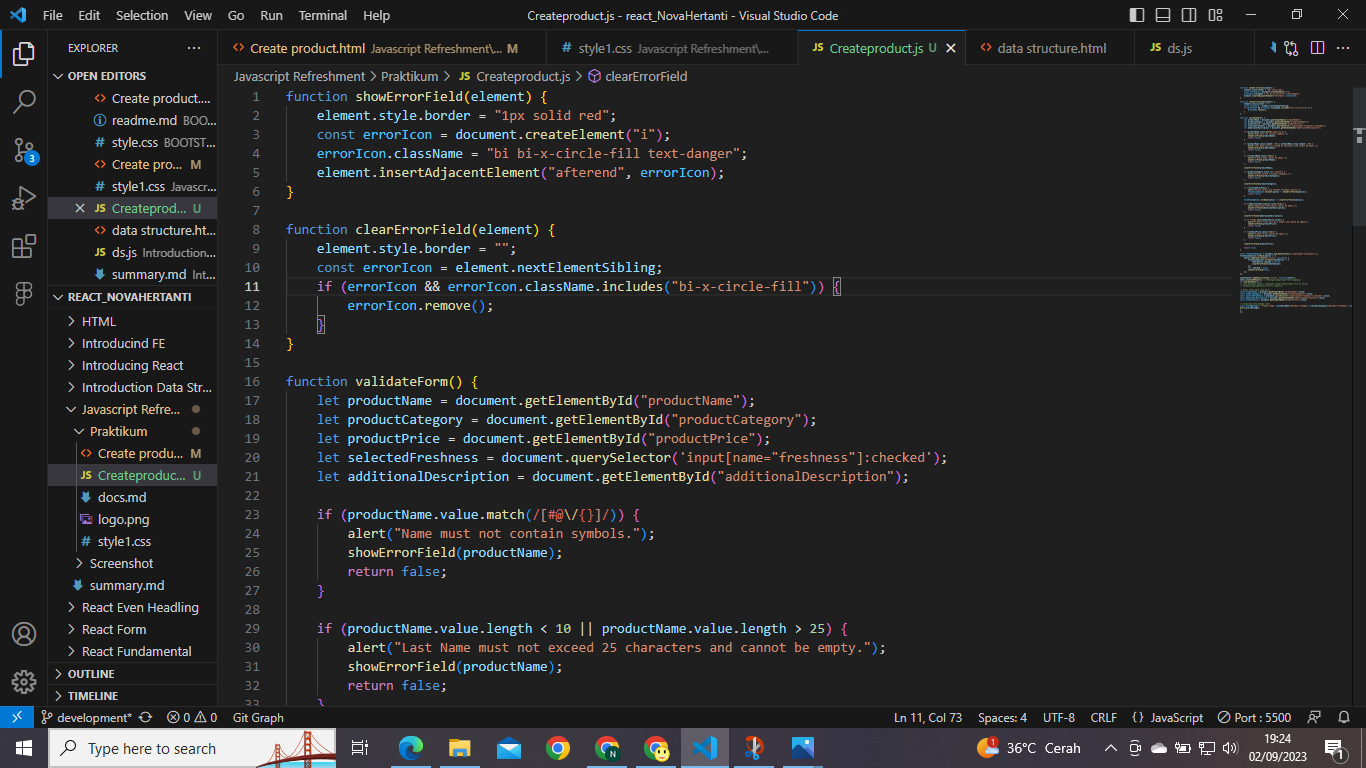 File Edit Selection View Go Run Terminal Help
Createproduct.js - react_NovaHertanti - Visual Studio Code
EXPLORER
Create product.html Javascript Refreshment\... M
style1.css Javascript Refreshment\Praktikum...
Createproduct.js U
data structure.html
ds.js
OPEN EDITORS
Create product....
readme.md BOO...
style.css BOOTST...
Create pro... M
style1.css Javascr...
Createprod... U
data structure.ht...
ds.js Introduction...
summary.md Int...
REACT_NOVAHERTANTI
HTML
Introducind FE
Introducing React
Introduction Data Str...
Javascript Refre...
Praktikum
Create produ... M
Createproduc... U
docs.md
logo.png
style1.css
Screenshot
summary.md
React Even Headling
React Form
React Fundamental
OUTLINE
TIMELINE
3
Javascript Refreshment > Praktikum > JS Createproduct.js > clearErrorField
1 function showErrorField(element) {
2 element.style.border = "1px solid red";
3 const errorIcon = document.createElement("i");
4 errorIcon.className = "bi bi-x-circle-fill text-danger";
5 element.insertAdjacentElement("afterend", errorIcon);
6 }
7
8 function clearErrorField(element) {
9 element.style.border = "";
10 const errorIcon = element.nextElementSibling;
11 if (errorIcon && errorIcon.className.includes("bi-x-circle-fill")) {
12 errorIcon.remove();
13 }
14 }
15
16 function validateForm() {
17 let productName = document.getElementById("productName");
18 let productCategory = document.getElementById("productCategory");
19 let productPrice = document.getElementById("productPrice");
20 let selectedFreshness = document.querySelector('input[name="freshness"]:checked');
21 let additionalDescription = document.getElementById("additionalDescription");
22
23 if (productName.value.match(/[#@\/{}]/)) {
24 alert("Name must not contain symbols.");
25 showErrorField(productName);
26 return false;
27 }
28
29 if (productName.value.length < 10 || productName.value.length > 25) {
30 alert("Last Name must not exceed 25 characters and cannot be empty.");
31 showErrorField(productName);
32 return false;
33 }
development* 0 0 Git Graph
Ln 11, Col 73 Spaces: 4 UTF-8 CRLF {} JavaScript Port : 5500
Type here to search
N
1
36°C Cerah
19:24
02/09/2023
1